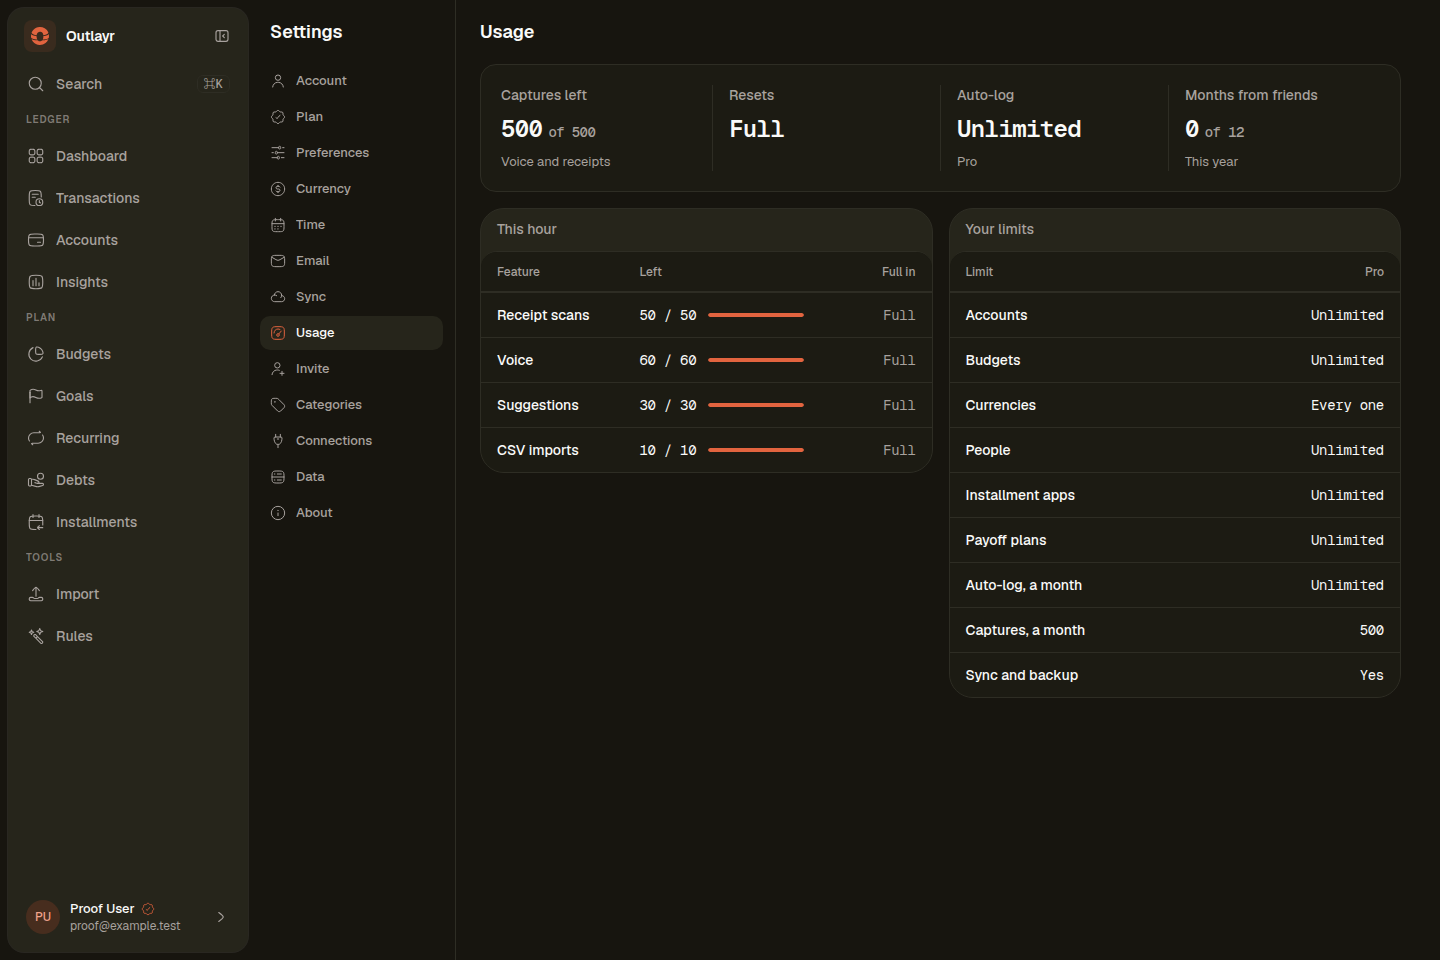 Outlayr
Search ⌘K
LEDGER
Dashboard
Transactions
Accounts
Insights
PLAN
Budgets
Goals
Recurring
Debts
Installments
TOOLS
Import
Rules
PU
Proof User
proof@example.test
Settings
Account
Plan
Preferences
Currency
Time
Email
Sync
Usage
Invite
Categories
Connections
Data
About
Usage
Captures left
500 of 500
Voice and receipts
Resets
Full
Auto-log
Unlimited
Pro
Months from friends
0 of 12
This year
This hour
Feature Left Full in
Receipt scans 50 / 50 Full
Voice 60 / 60 Full
Suggestions 30 / 30 Full
CSV imports 10 / 10 Full
Your limits
Limit Pro
Accounts Unlimited
Budgets Unlimited
Currencies Every one
People Unlimited
Installment apps Unlimited
Payoff plans Unlimited
Auto-log, a month Unlimited
Captures, a month 500
Sync and backup Yes